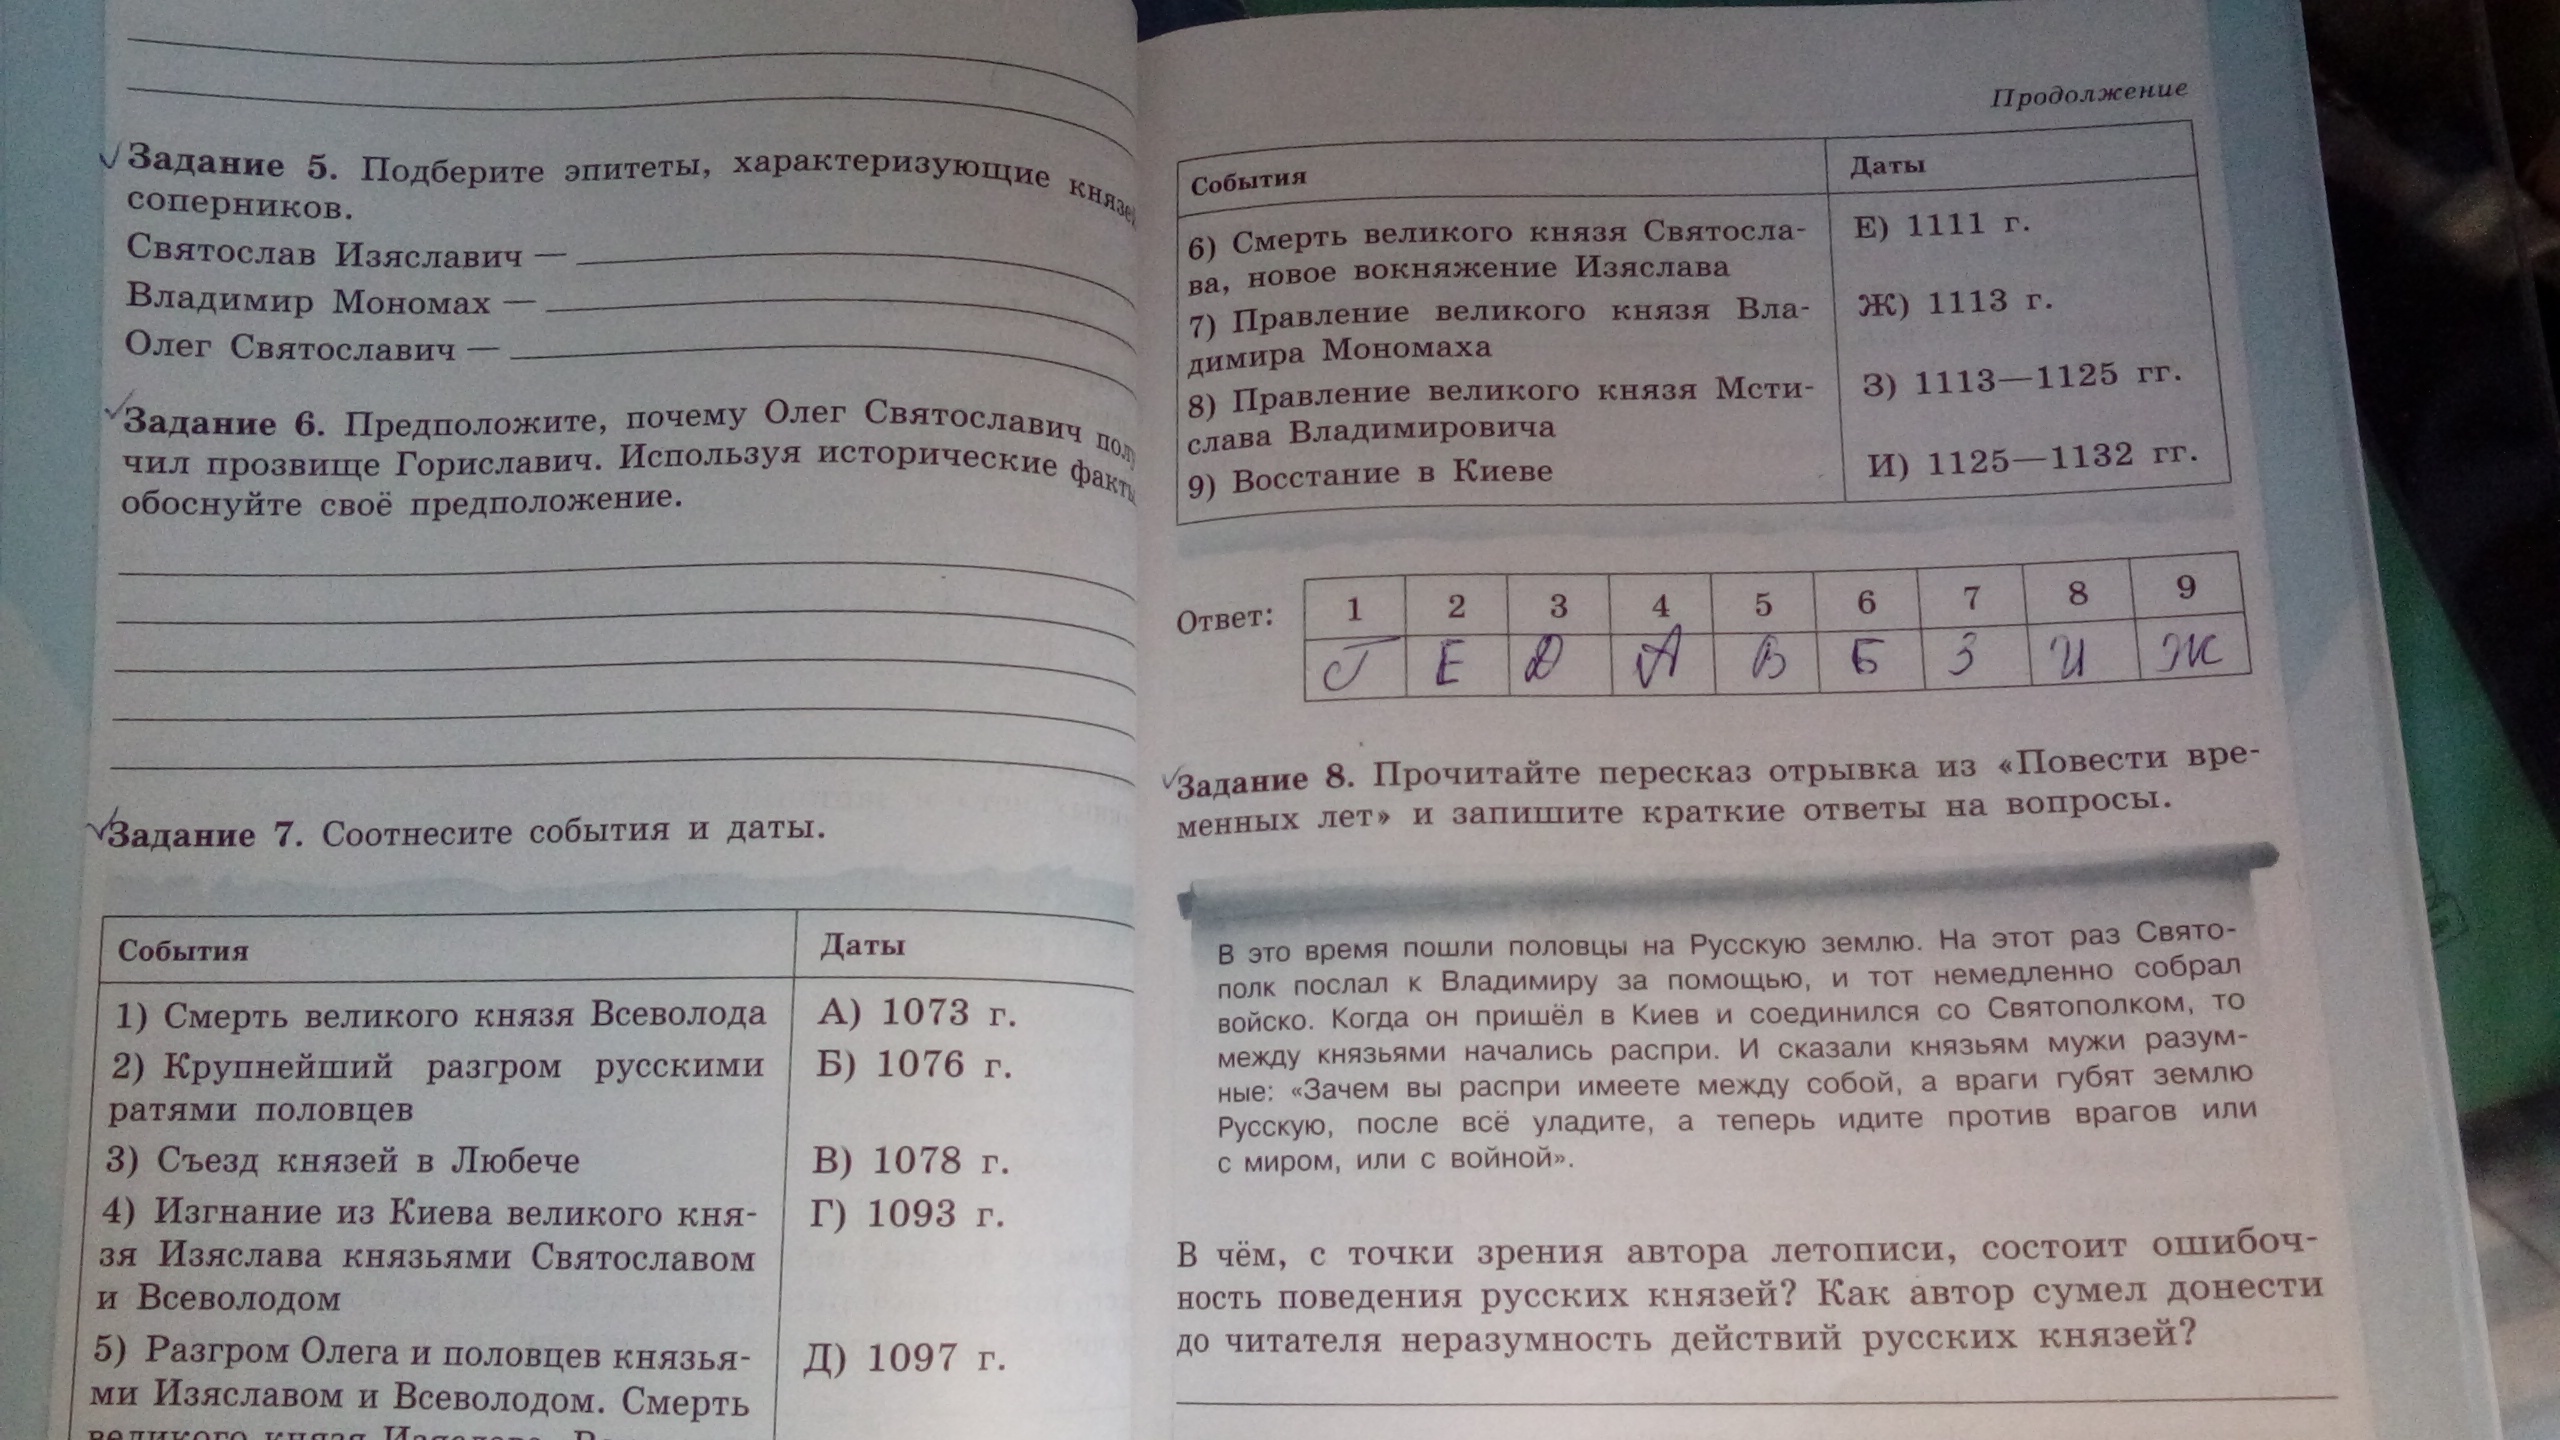 ✓Задание 5. Подберите эпитеты, характеризующие князей
соперников.
Святослав Изяславич —
Владимир Мономах —
Олег Святославич —
✓Задание 6. Предположите, почему Олег Святославич полу
чил прозвище Гориславич. Используя исторические факты
обоснуйте своё предположение.
✓Задание 7. Соотнесите события и даты.
События Даты
1) Смерть великого князя Всеволода А) 1073 г.
2) Крупнейший разгром русскими Б) 1076 г.
ратями половцев
3) Съезд князей в Любече В) 1078 г.
4) Изгнание из Киева великого кня- Г) 1093 г.
зя Изяслава князьями Святославом
и Всеволодом
5) Разгром Олега и половцев князья- Д) 1097 г.
ми Изяславом и Всеволодом. Смерть
великого князя Изяслава.
Продолжение
События Даты
6) Смерть великого князя Святосла- Е) 1111 г.
ва, новое вокняжение Изяслава
7) Правление великого князя Вла- Ж) 1113 г.
димира Мономаха
8) Правление великого князя Мсти- З) 1113—1125 гг.
слава Владимировича
9) Восстание в Киеве И) 1125—1132 гг.
Ответ: 1 2 3 4 5 6 7 8 9
Г Е Д А В Б З И Ж
✓Задание 8. Прочитайте пересказ отрывка из «Повести вре-
менных лет» и запишите краткие ответы на вопросы.
В это время пошли половцы на Русскую землю. На этот раз Свято-
полк послал к Владимиру за помощью, и тот немедленно собрал
войско. Когда он пришёл в Киев и соединился со Святополком, то
между князьями начались распри. И сказали князьям мужи разум-
ные: «Зачем вы распри имеете между собой, а враги губят землю
Русскую, после всё уладите, а теперь идите против врагов или
с миром, или с войной».
В чём, с точки зрения автора летописи, состоит ошибоч-
ность поведения русских князей? Как автор сумел донести
до читателя неразумность действий русских князей?